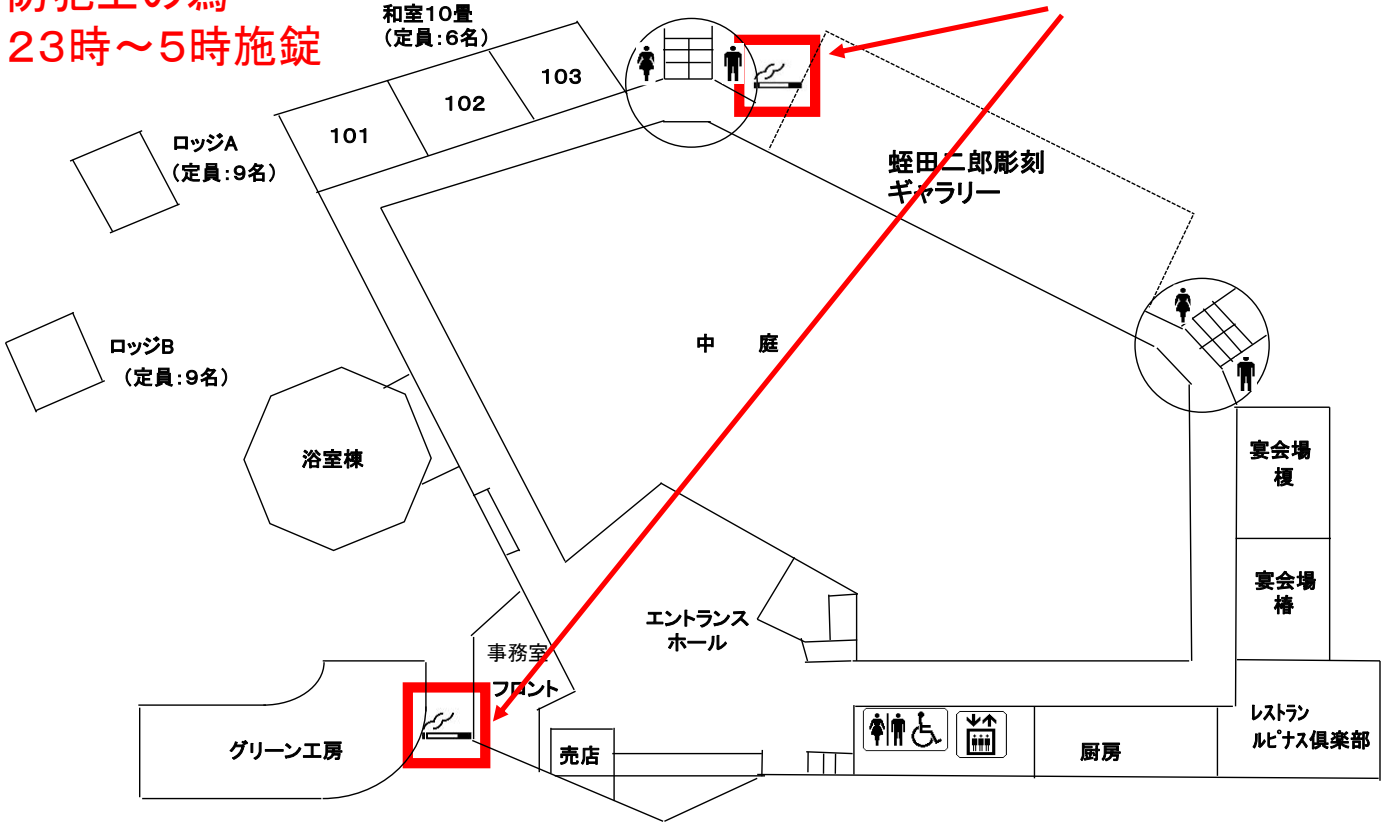 防犯上の為
23時～5時施錠
和室10畳
(定員:6名)
103
102
101
ロッジA
(定員:9名)
蛭田二郎彫刻
ギャラリー
ロッジB
(定員:9名)
中 庭
浴室棟
宴会場
榎
宴会場
椿
エントランス
ホール
事務室
フロント
グリーン工房
売店
厨房
レストラン
ルピナス倶楽部